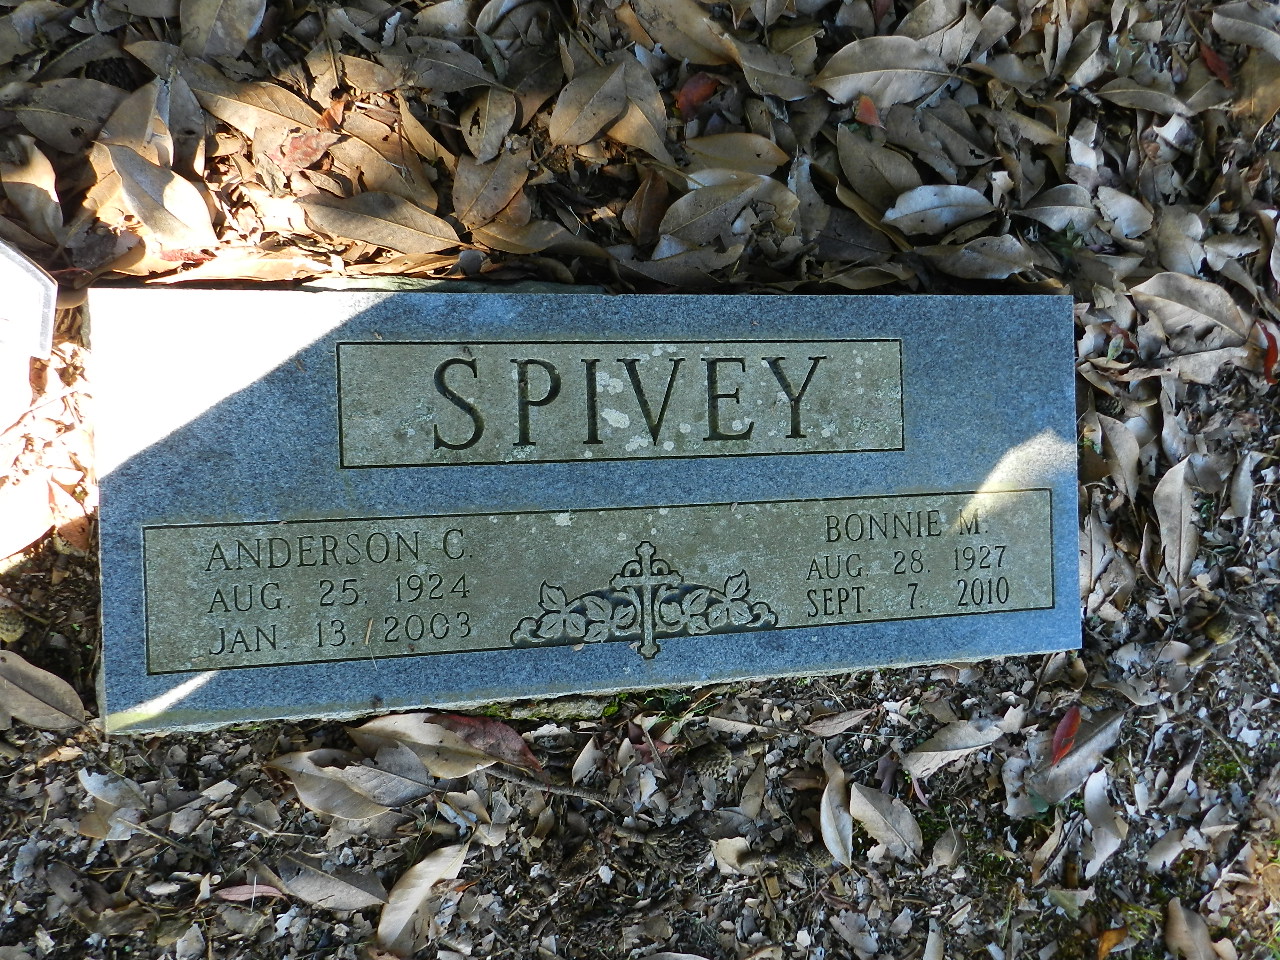 SPIVEY
ANDERSON C.
AUG. 25. 1924
JAN. 13. 2003
BONNIE M.
AUG. 28. 1927
SEPT. 7. 2010